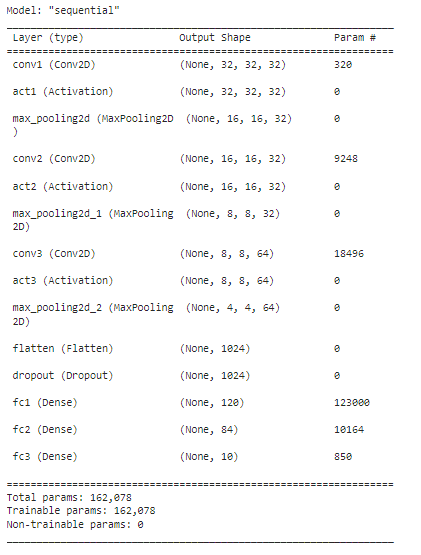 Model: "sequential"
_________________________________________________________________
Layer (type) Output Shape Param #
=================================================================
conv1 (Conv2D) (None, 32, 32, 32) 320
act1 (Activation) (None, 32, 32, 32) 0
max_pooling2d (MaxPooling2D (None, 16, 16, 32) 0
)
conv2 (Conv2D) (None, 16, 16, 32) 9248
act2 (Activation) (None, 16, 16, 32) 0
max_pooling2d_1 (MaxPooling (None, 8, 8, 32) 0
2D)
conv3 (Conv2D) (None, 8, 8, 64) 18496
act3 (Activation) (None, 8, 8, 64) 0
max_pooling2d_2 (MaxPooling (None, 4, 4, 64) 0
2D)
flatten (Flatten) (None, 1024) 0
dropout (Dropout) (None, 1024) 0
fc1 (Dense) (None, 120) 123000
fc2 (Dense) (None, 84) 10164
fc3 (Dense) (None, 10) 850
=================================================================
Total params: 162,078
Trainable params: 162,078
Non-trainable params: 0
_________________________________________________________________